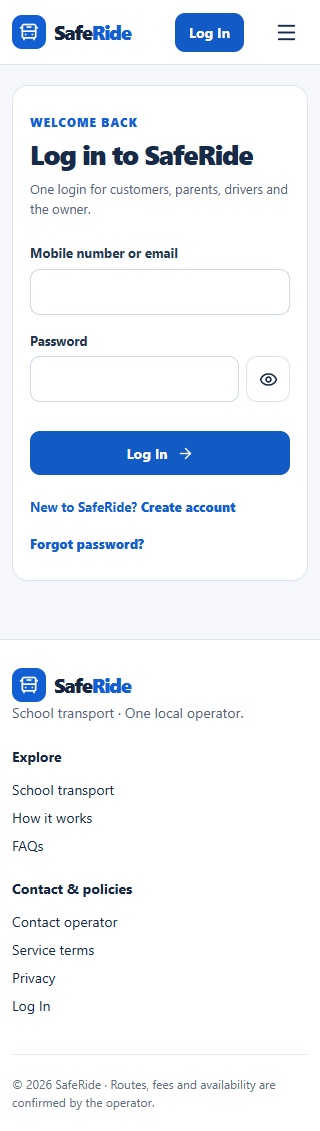 SafeRide
Log In
WELCOME BACK
Log in to SafeRide
One login for customers, parents, drivers and
the owner.
Mobile number or email
Password
Log In
New to SafeRide? Create account
Forgot password?
SafeRide
School transport · One local operator.
Explore
School transport
How it works
FAQs
Contact & policies
Contact operator
Service terms
Privacy
Log In
© 2026 SafeRide · Routes, fees and availability are
confirmed by the operator.